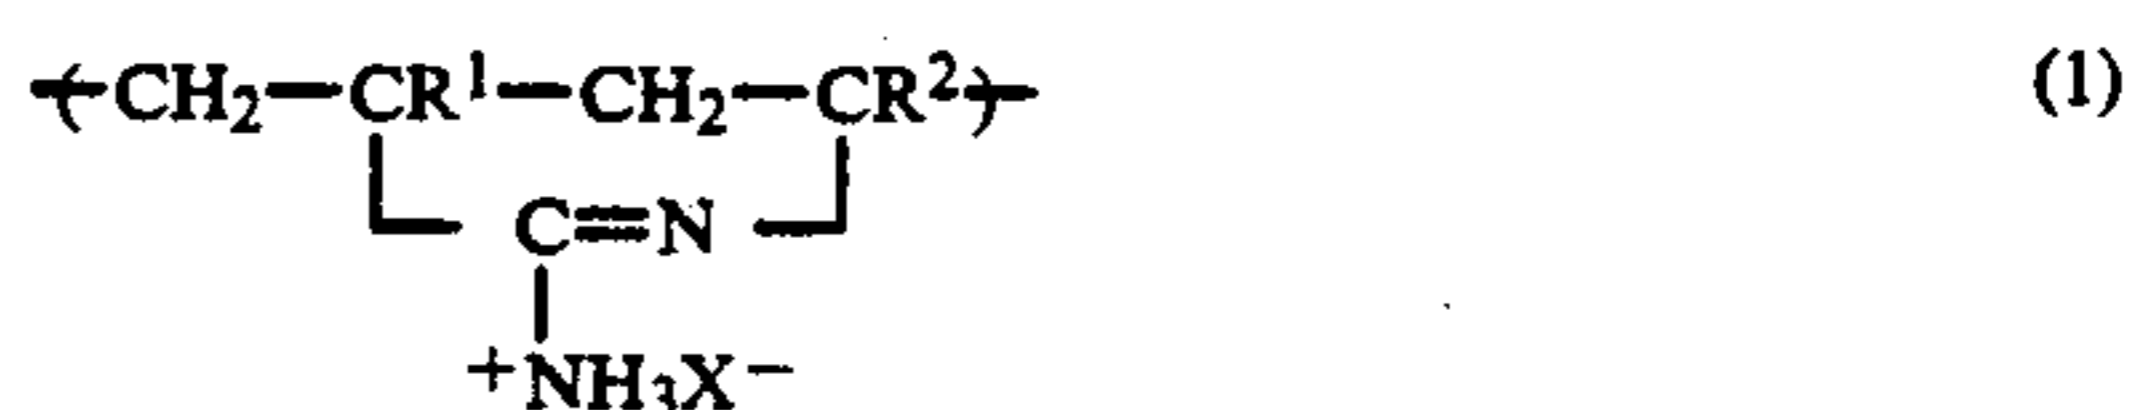 —(CH₂—CR¹—CH₂—CR²)— (1)
C=N
⁺NH₃X⁻